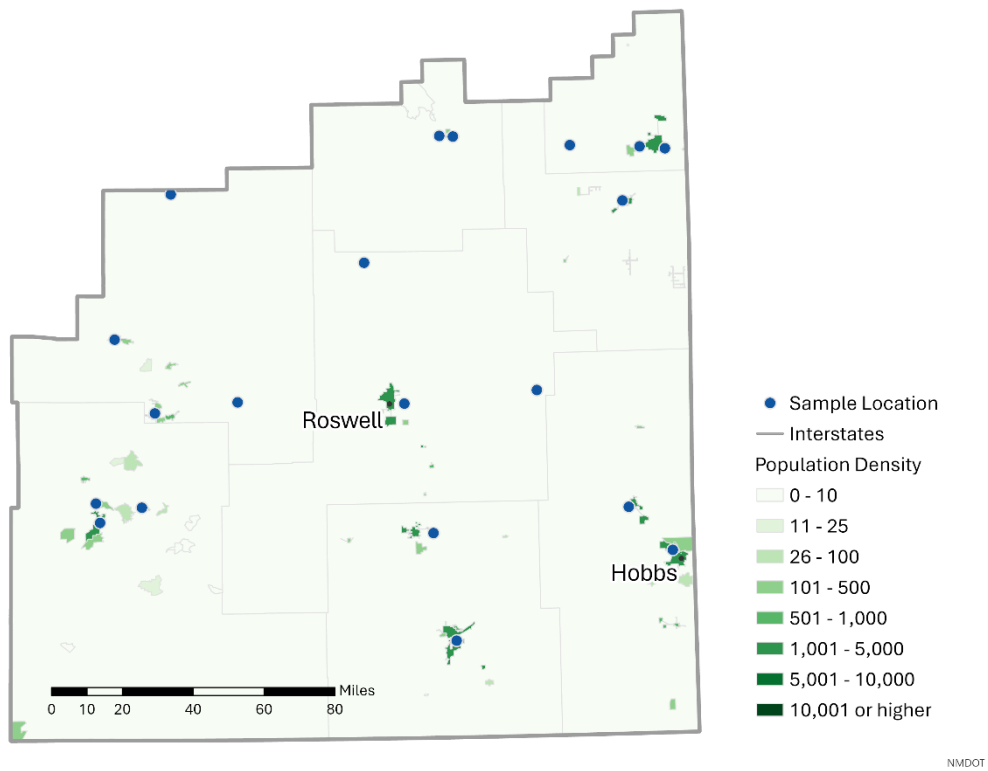 Roswell
Hobbs
Miles
0 10 20 40 60 80
Sample Location
Interstates
Population Density
0 - 10
11 - 25
26 - 100
101 - 500
501 - 1,000
1,001 - 5,000
5,001 - 10,000
10,001 or higher
NMDOT